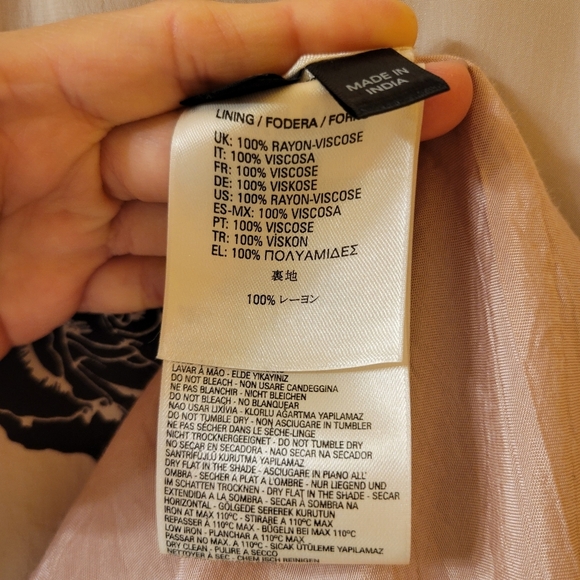 MADE IN
INDIA
LINING / FODERA /
UK: 100% RAYON-VISCOSE
IT: 100% VISCOSA
FR: 100% VISCOSE
DE: 100% VISKOSE
US: 100% RAYON-VISCOSE
ES-MX: 100% VISCOSA
PT: 100% VISCOSE
TR: 100% VİSKON
EL: 100% ΠΟΛΥΑΜΙΔΕΣ
裏地
100% レーヨン
LAVAR À MÃO - ELDE YIKAYINIZ
DO NOT BLEACH - NON USARE CANDEGGINA
NE PAS BLANCHIR - NICHT BLEICHEN
DO NOT BLEACH - NO BLANQUEAR
NAO USAR LIXÍVIA - KLORLU AĞARTMA YAPILAMAZ
DO NOT TUMBLE DRY - NON ASCIUGARE IN TUMBLER
NE PAS SÉCHER DANS LE SÈCHE-LINGE
NICHT TROCKNERGEEIGNET - DO NOT TUMBLE DRY
NO SECAR EN SECADORA - NAO SECAR NA SECADOR
SANTRİFÜJLÜ KURUTMA YAPILAMAZ
DRY FLAT IN THE SHADE - ASCIUGARE IN PIANO ALL'
OMBRA - SÉCHER À PLAT A L'OMBRE - NUR LIEGEND UND
IM SCHATTEN TROCKNEN - DRY FLAT IN THE SHADE - SECAR
EXTENDIDA A LA SOMBRA - SECAR À SOMBRA NA
HORIZONTAL - GÖLGEDE SEREREK KURUTUN
IRON AT MAX 110°C - STIRARE A 110°C MAX
REPASSER À 110°C - BÜGELN BEI MAX 110°C
LOW IRON - PLANCHAR A 110°C MAX
PASSAR NO MAX. À 110°C - SICAK ÜTÜLEME YAPILAMAZ
DRY CLEAN - PULIRE A SECCO
NETTOYER À SEC - CHEMISCH REINIGEN